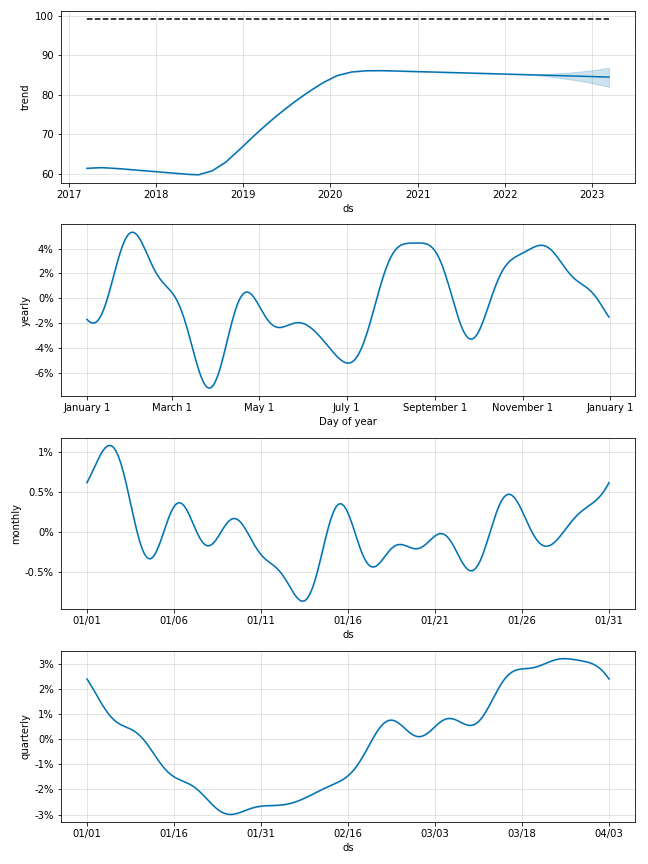 100
90
80
70
60
trend
2017 2018 2019 2020 2021 2022 2023
ds
4%
2%
0%
-2%
-4%
-6%
yearly
January 1 March 1 May 1 July 1 September 1 November 1 January 1
Day of year
1%
0.5%
0%
-0.5%
monthly
01/01 01/06 01/11 01/16 01/21 01/26 01/31
ds
3%
2%
1%
0%
-1%
-2%
-3%
quarterly
01/01 01/16 01/31 02/16 03/03 03/18 04/03
ds